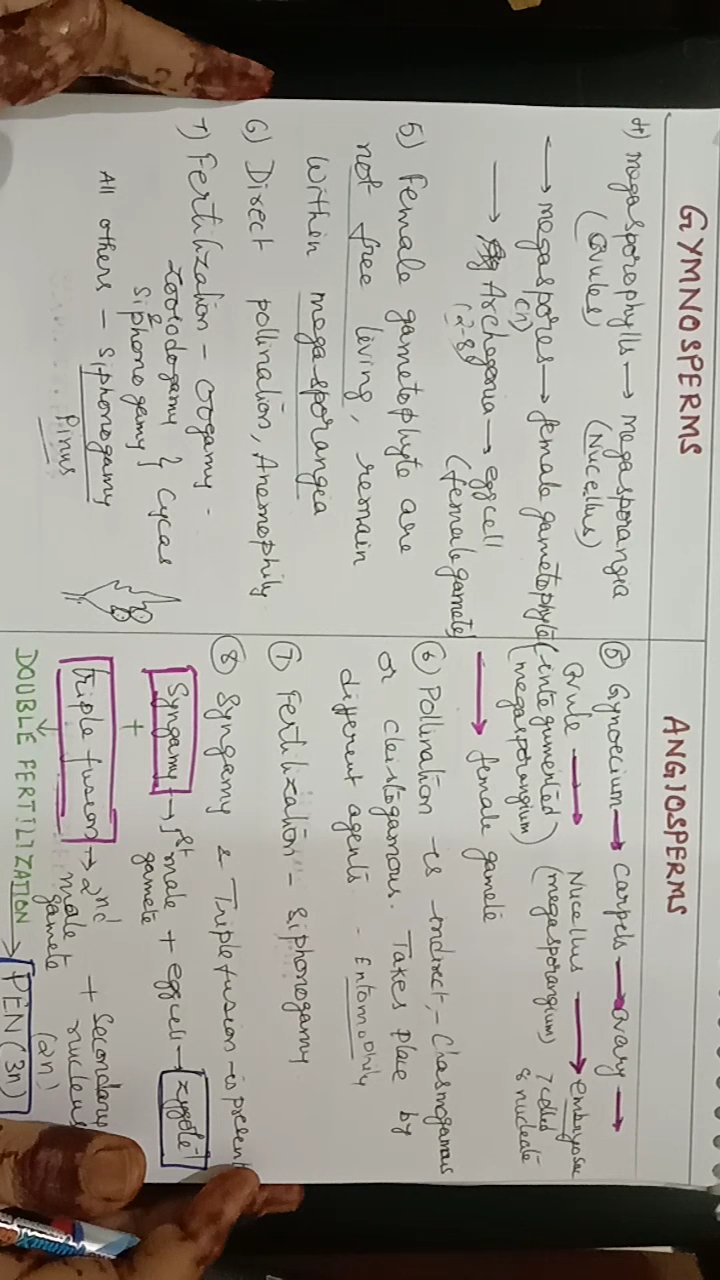 GYMNOSPERMS
4) Megasporophylls → Megasporangia
(Ovules) (Nucellus)
→ Megaspores → female gametophyte
(n)
→ Archegonia → egg cell
(2-8) (female gamete)
5) Female gametophyte are
not free living, remain
within megasporangia
6) Direct pollination, Anemophily
7) Fertilization - Oogamy -
Zooidogamy
&
Siphonogamy } Cycas
All others - Siphonogamy
Pinus
ANGIOSPERMS
5 Gynoecium → Carpels → ovary →
Ovule → Nucellus → embryosac
(integumented) (megasporangium) 7 celled
(megasporangium) 8 nucleate
→ female gamete
6 Pollination is indirect, - Chasmogamous
or cleistogamous. Takes Place by
different agents - Entomophily
7 Fertilization - Siphonogamy
8 Syngamy & Triple fusion is present
Syngamy → 1st male + egg cell → zygote
gamete
+
Triple fusion → 2nd + secondary
male nucleus
gamete (2n)
DOUBLE FERTILIZATION → PEN (3n)